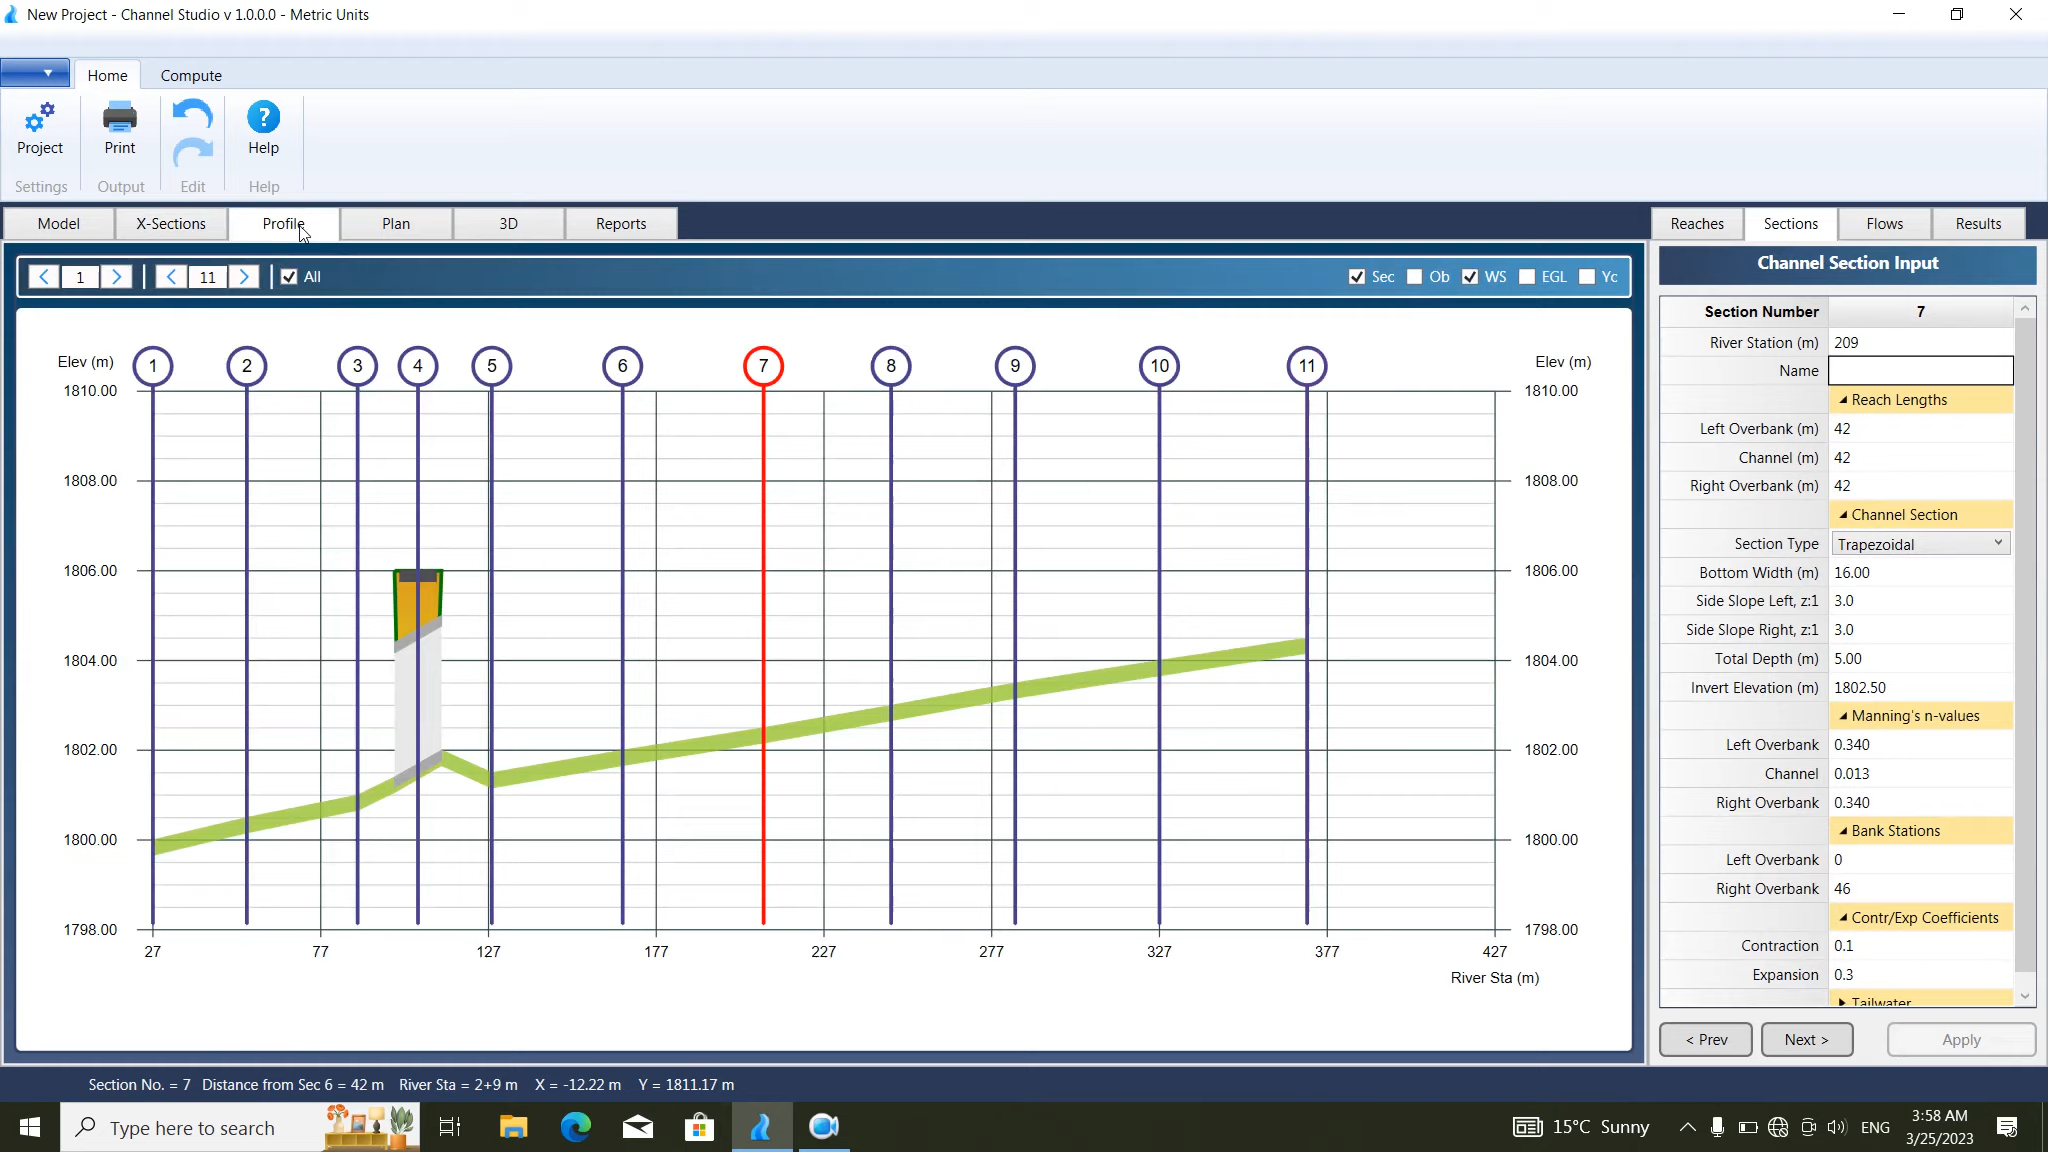 New Project - Channel Studio v 1.0.0.0 - Metric Units
Home
Compute
Project
Print
Help
Settings
Output
Edit
Help
Model
X-Sections
Profile
Plan
3D
Reports
Reaches
Sections
Flows
Results
1
11
All
Sec
Ob
WS
EGL
Yc
Channel Section Input
Elev (m)
1
2
3
4
5
6
7
8
9
10
11
Elev (m)
1810.00
1808.00
1806.00
1804.00
1802.00
1800.00
1798.00
1810.00
1808.00
1806.00
1804.00
1802.00
1800.00
1798.00
27
77
127
177
227
277
327
377
427
River Sta (m)
Section Number 7
River Station (m) 209
Name
Reach Lengths
Left Overbank (m) 42
Channel (m) 42
Right Overbank (m) 42
Channel Section
Section Type Trapezoidal
Bottom Width (m) 16.00
Side Slope Left, z:1 3.0
Side Slope Right, z:1 3.0
Total Depth (m) 5.00
Invert Elevation (m) 1802.50
Manning's n-values
Left Overbank 0.340
Channel 0.013
Right Overbank 0.340
Bank Stations
Left Overbank 0
Right Overbank 46
Contr/Exp Coefficients
Contraction 0.1
Expansion 0.3
Tailwater
< Prev
Next >
Apply
Section No. = 7 Distance from Sec 6 = 42 m River Sta = 2+9 m X = -12.22 m Y = 1811.17 m
Type here to search
15°C Sunny
ENG
3:58 AM
3/25/2023